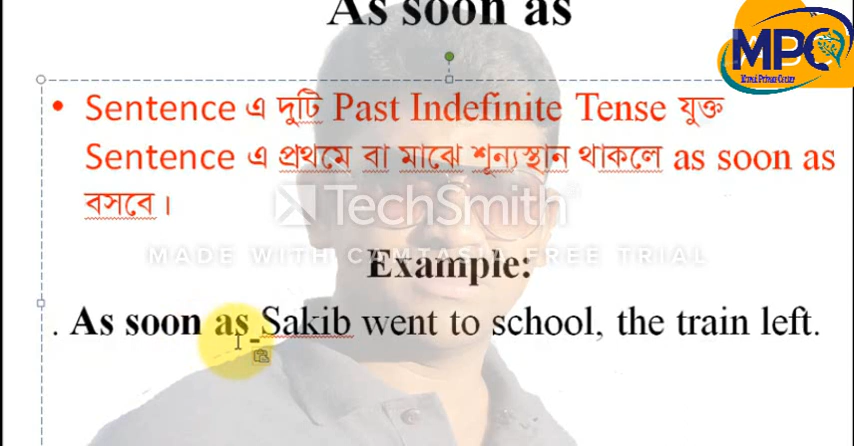 As soon as
MPC
• Sentence এ দুটি Past Indefinite Tense যুক্ত
Sentence এ প্রথমে বা মাঝে শূন্যস্থান থাকলে as soon as
বসবে।
TechSmith
MADE WITH CAMTASIA FREE TRIAL
Example:
. As soon as Sakib went to school, the train left.